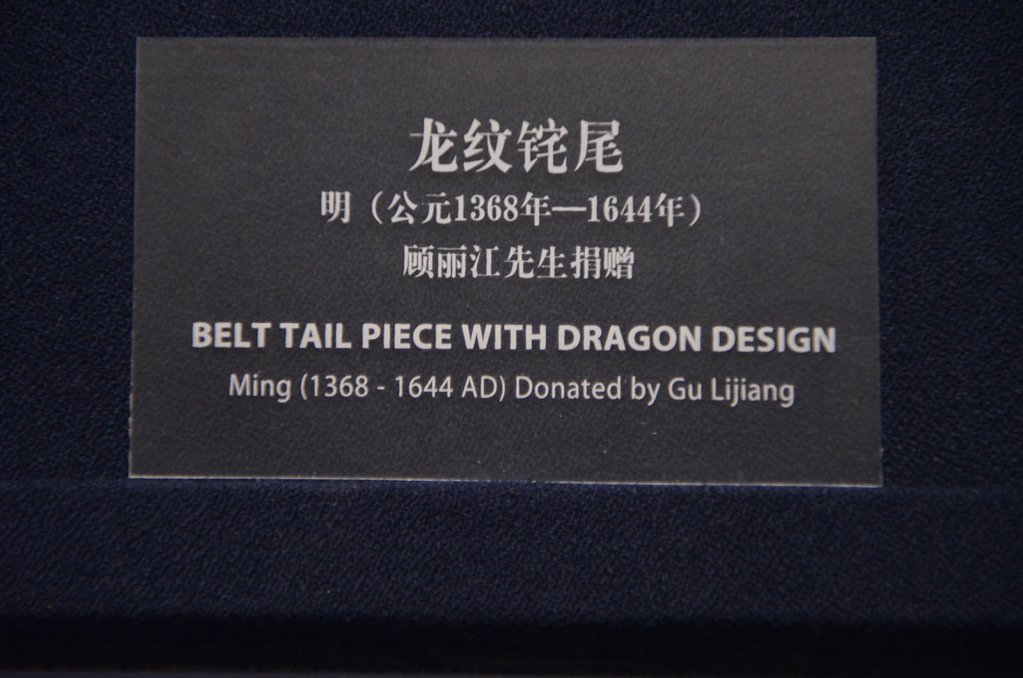 龙纹铊尾
明（公元1368年—1644年）
顾丽江先生捐赠
BELT TAIL PIECE WITH DRAGON DESIGN
Ming (1368 - 1644 AD) Donated by Gu Lijiang